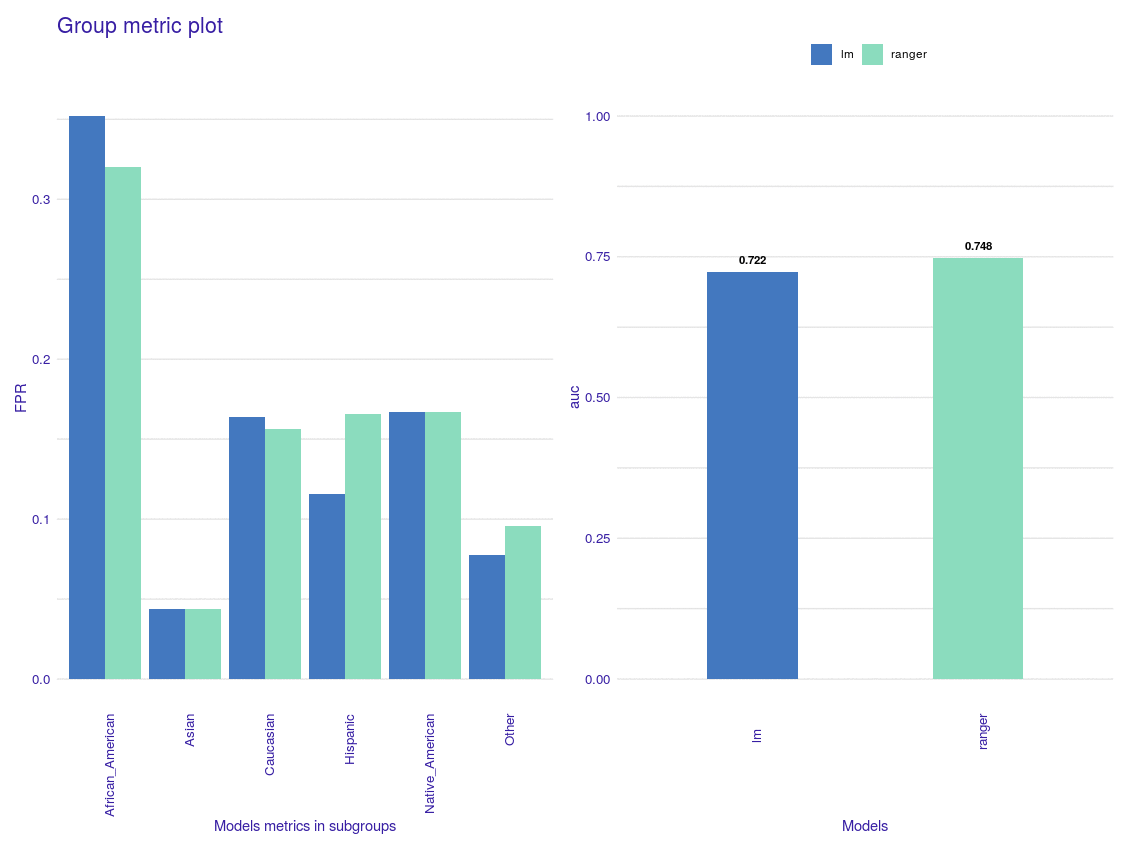 Group metric plot
lm
ranger
0.3
0.2
0.1
0.0
FPR
African_American
Asian
Caucasian
Hispanic
Native_American
Other
Models metrics in subgroups
1.00
0.75
0.50
0.25
0.00
auc
0.722
0.748
lm
ranger
Models